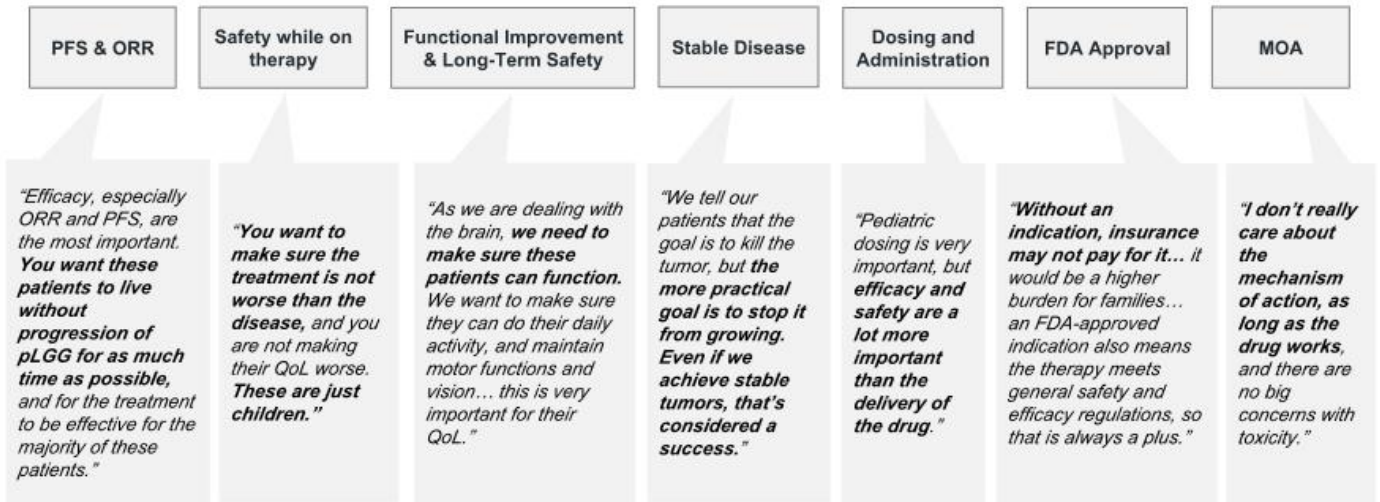 PFS & ORR
Safety while on
therapy
Functional Improvement
& Long-Term Safety
Stable Disease
Dosing and
Administration
FDA Approval
MOA
“Efficacy, especially
ORR and PFS, are
the most important.
You want these
patients to live
without
progression of
pLGG for as much
time as possible,
and for the treatment
to be effective for the
majority of these
patients.”
“You want to
make sure the
treatment is not
worse than the
disease, and you
are not making
their QoL worse.
These are just
children.”
“As we are dealing with
the brain, we need to
make sure these
patients can function.
We want to make sure
they can do their daily
activity, and maintain
motor functions and
vision… this is very
important for their
QoL.”
“We tell our
patients that the
goal is to kill the
tumor, but the
more practical
goal is to stop it
from growing.
Even if we
achieve stable
tumors, that’s
considered a
success.”
“Pediatric
dosing is very
important, but
efficacy and
safety are a
lot more
important
than the
delivery of
the drug.”
“Without an
indication, insurance
may not pay for it… it
would be a higher
burden for families…
an FDA-approved
indication also means
the therapy meets
general safety and
efficacy regulations, so
that is always a plus.”
“I don’t really
care about
the
mechanism
of action, as
long as the
drug works,
and there are
no big
concerns with
toxicity.”